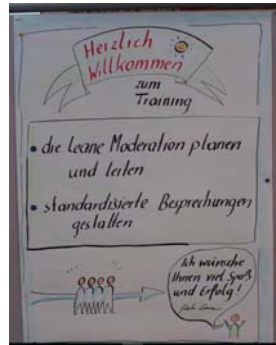 Herzlich
Willkommen
zum
Training
• die Leane Moderation planen
und leiten
• standardisierte Besprechungen
gestalten
Ich wünsche
Ihnen viel Spaß
und Erfolg!